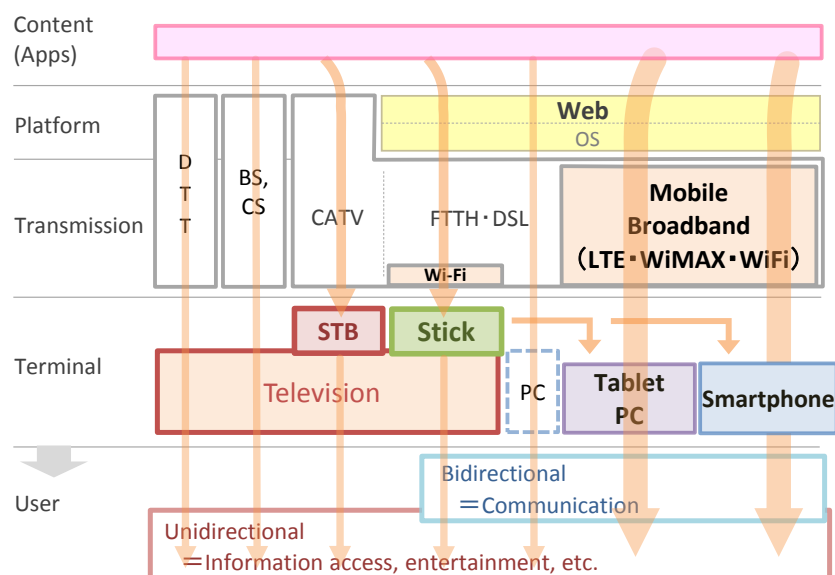 Content
(Apps)
Platform
Web
OS
D
T
T
BS,
CS
Transmission
CATV
FTTH・DSL
Wi-Fi
Mobile
Broadband
（LTE・WiMAX・WiFi）
STB
Stick
Terminal
Television
PC
Tablet
PC
Smartphone
User
Bidirectional
＝Communication
Unidirectional
＝Information access, entertainment, etc.